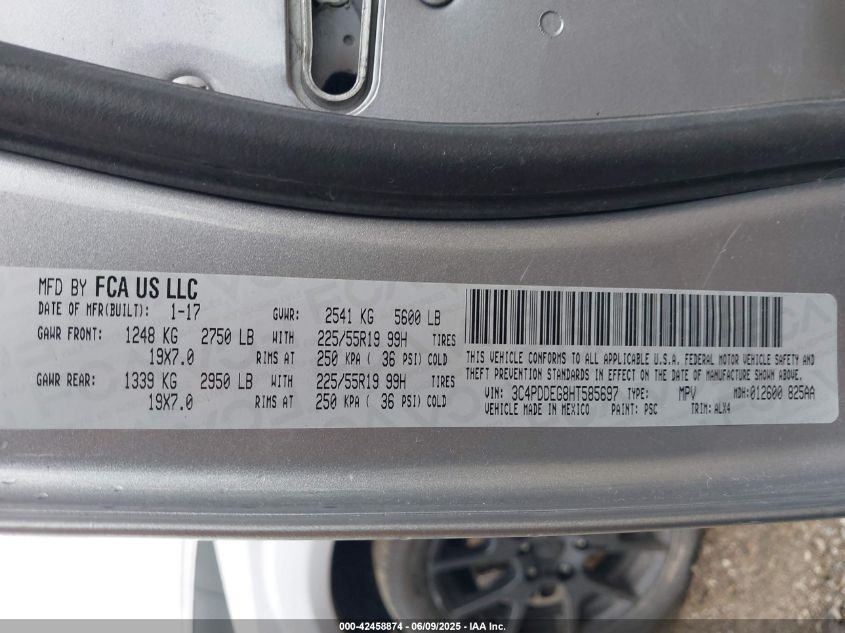 MFD BY FCA US LLC
DATE OF MFR(BUILT): 1-17 GVWR: 2541 KG 5600 LB
GAWR FRONT: 1248 KG 2750 LB WITH 225/55R19 99H TIRES
19X7.0 RIMS AT 250 KPA ( 36 PSI) COLD
GAWR REAR: 1339 KG 2950 LB WITH 225/55R19 99H TIRES
19X7.0 RIMS AT 250 KPA ( 36 PSI) COLD
THIS VEHICLE CONFORMS TO ALL APPLICABLE U.S.A. FEDERAL MOTOR VEHICLE SAFETY AND
THEFT PREVENTION STANDARDS IN EFFECT ON THE DATE OF MANUFACTURE SHOWN ABOVE.
VIN: 3C4PDDEG8HT585697 TYPE: MPV MDH:012600 825AA
VEHICLE MADE IN MEXICO PAINT: PSC TRIM: ALX4
000-42458874 - 06/09/2025 - IAA Inc.